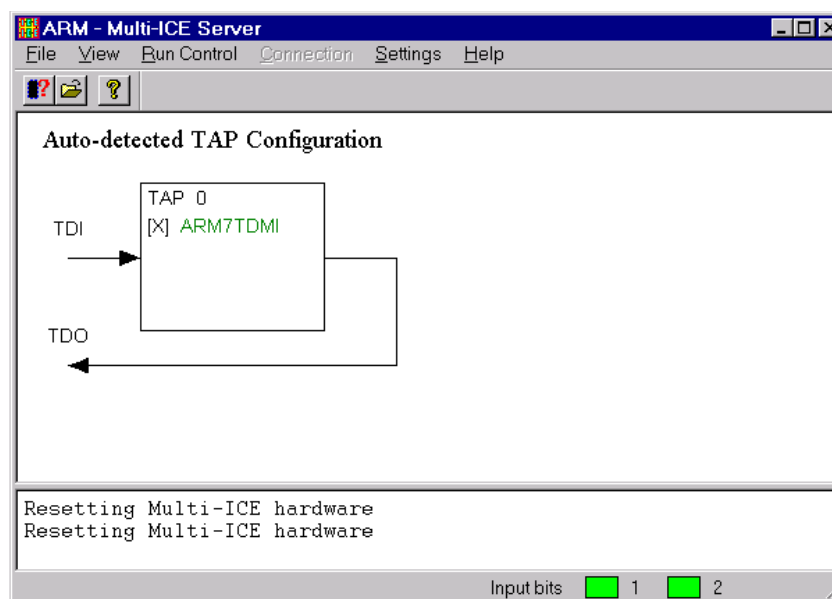 ARM - Multi-ICE Server
File View Run Control Connection Settings Help
Auto-detected TAP Configuration
TAP 0
[X] ARM7TDMI
TDI
TDO
Resetting Multi-ICE hardware
Resetting Multi-ICE hardware
Input bits 1 2